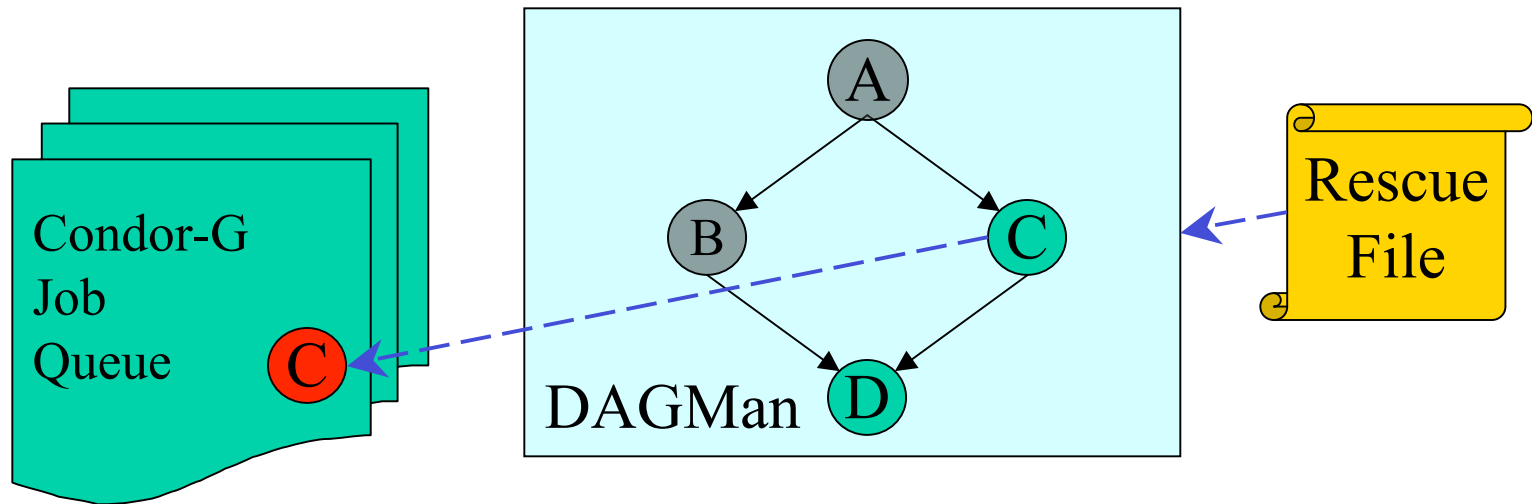 Condor-G
Job
Queue
C
A
B
C
D
DAGMan
Rescue
File